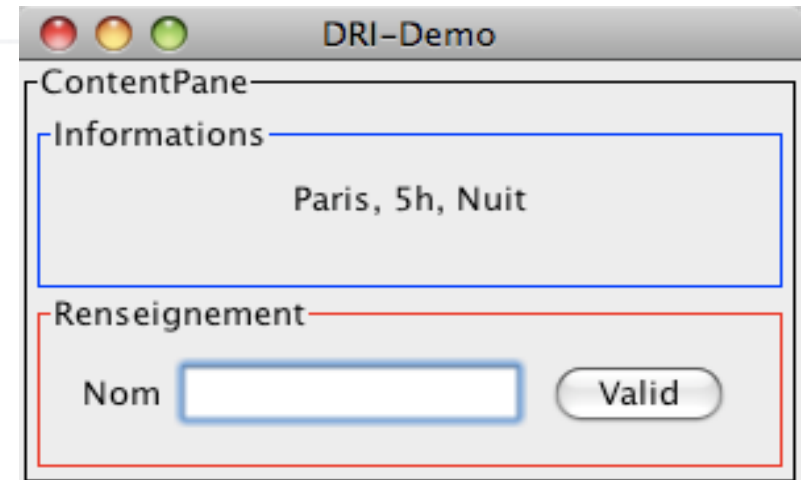 DRI-Demo
ContentPane
Informations
Paris, 5h, Nuit
Renseignement
Nom Valid